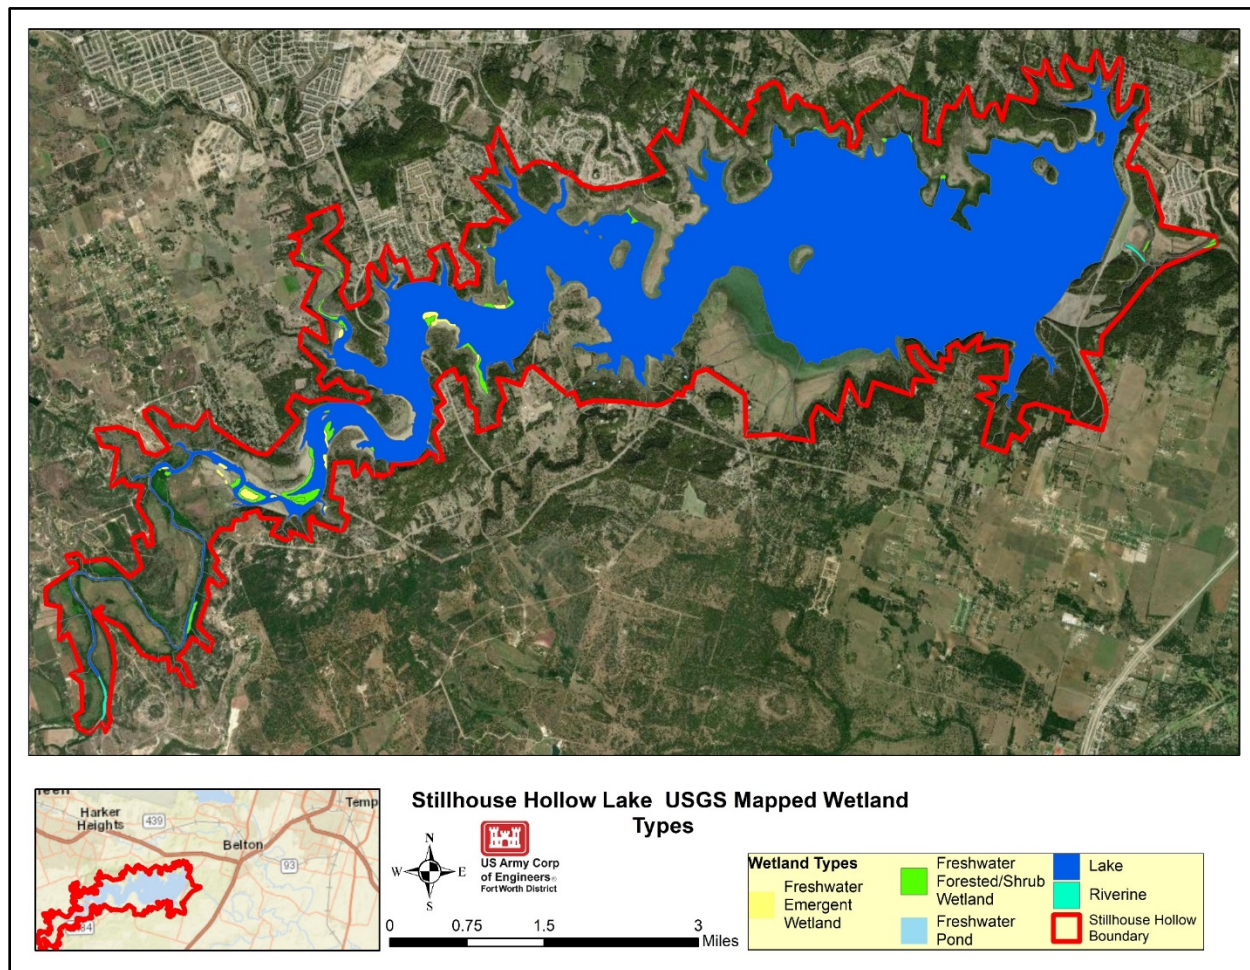 een
Harker
Heights
439
Temp
Belton
93
Stillhouse Hollow Lake  USGS Mapped Wetland
Types
N
W
E
S
US Army Corp
of Engineers®
Fort Worth District
0
0.75
1.5
3
Miles
Wetland Types
Freshwater
Emergent
Wetland
Freshwater
Forested/Shrub
Wetland
Freshwater
Pond
Lake
Riverine
Stillhouse Hollow
Boundary